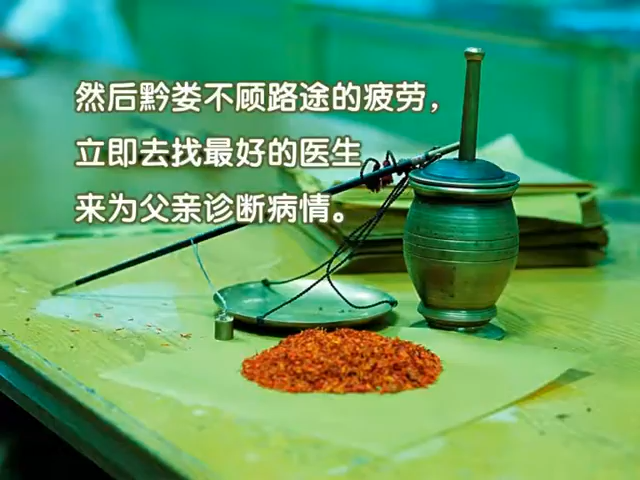 然后黔娄不顾路途的疲劳，
立即去找最好的医生
来为父亲诊断病情。